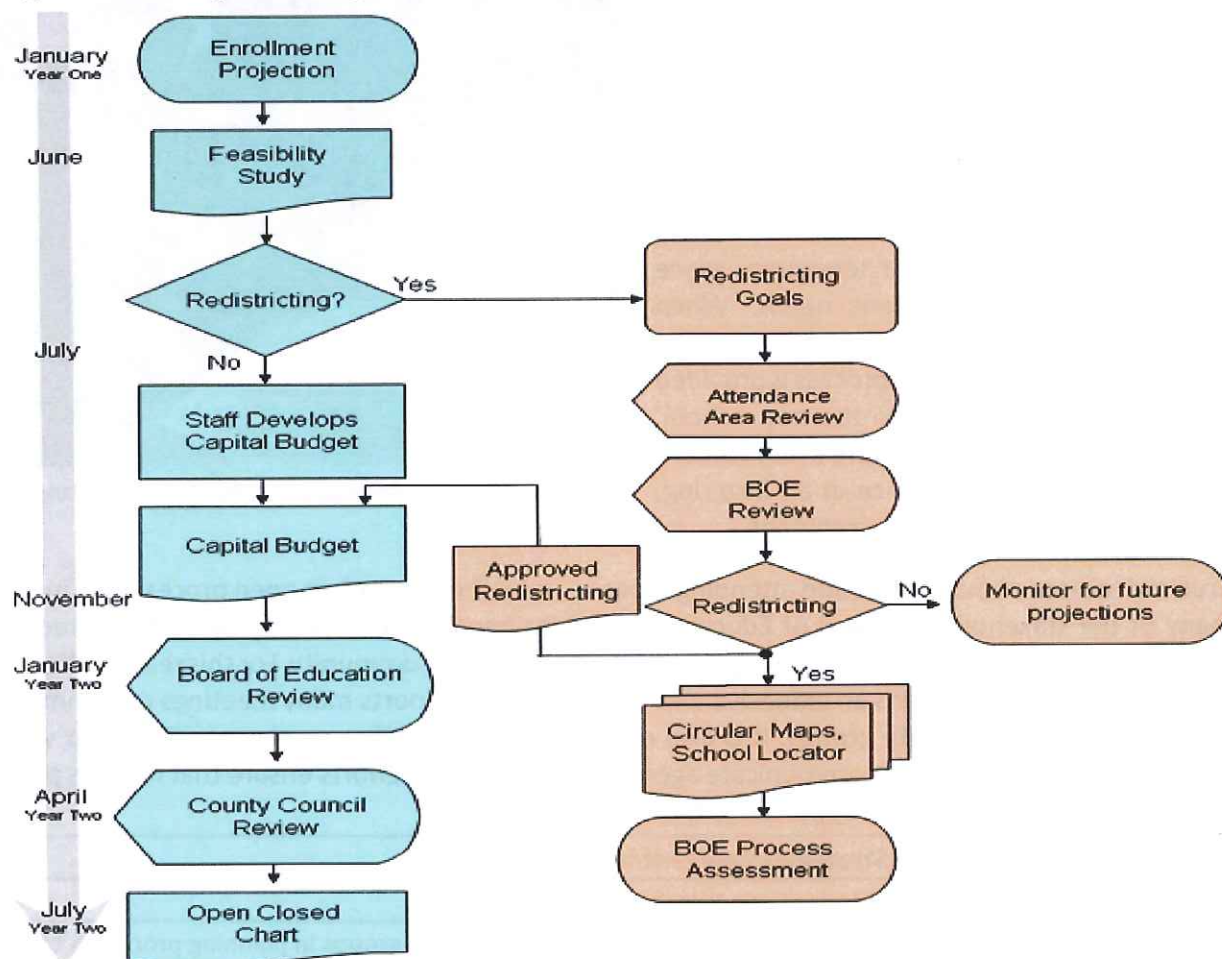 January
Year One
Enrollment
Projection
June
Feasibility
Study
Redistricting?
Yes
Redistricting
Goals
July
No
Staff Develops
Capital Budget
Attendance
Area Review
BOE
Review
Capital Budget
Approved
Redistricting
Redistricting
No
Monitor for future
projections
November
January
Year Two
Board of Education
Review
Yes
Circular, Maps,
School Locator
April
Year Two
County Council
Review
BOE Process
Assessment
July
Year Two
Open Closed
Chart